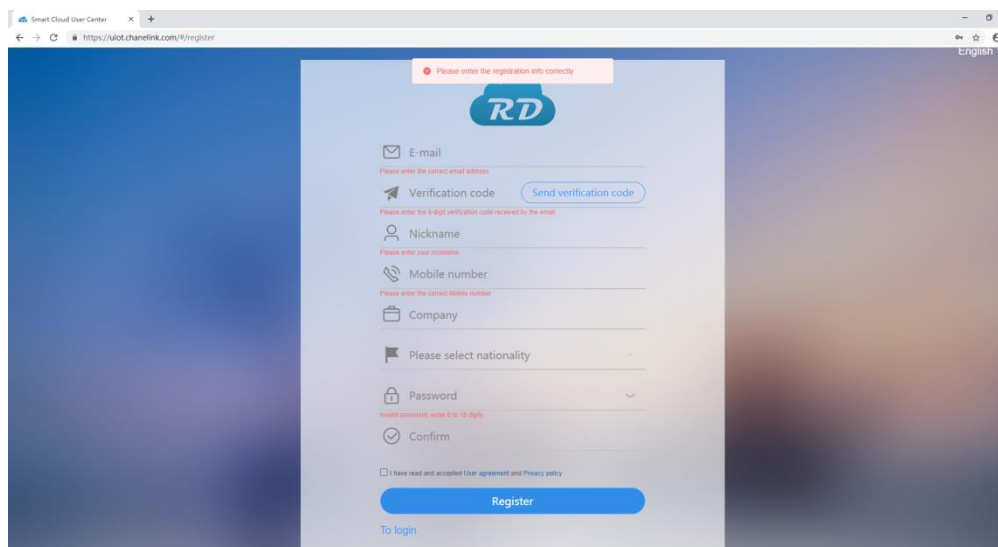 Smart Cloud User Center
https://uiot.chanelink.com/#/register
English
Please enter the registration info correctly
RD
E-mail
Please enter the correct email address
Verification code
Send verification code
Please enter the 6-digit verification code received by the email
Nickname
Please enter your nickname
Mobile number
Please enter the correct Mobile number
Company
Please select nationality
Password
Invalid password, enter 6 to 18 digits
Confirm
I have read and accepted User agreement and Privacy policy
Register
To login